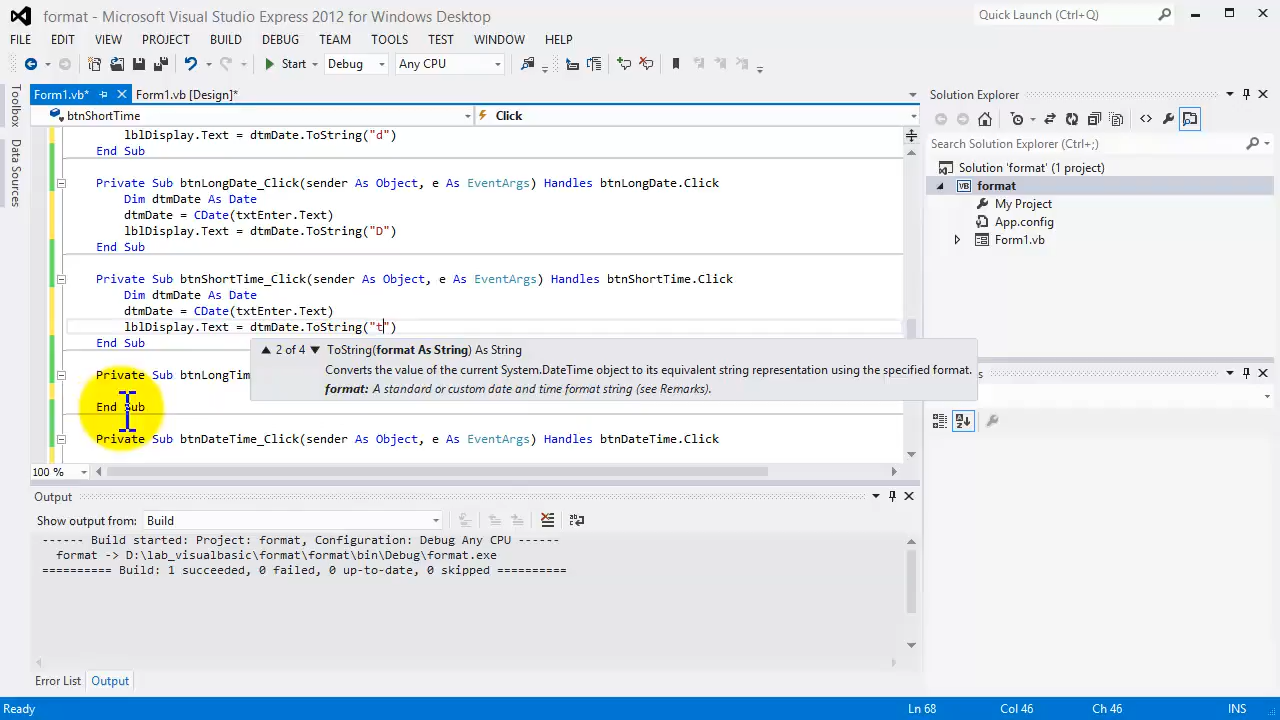 format - Microsoft Visual Studio Express 2012 for Windows Desktop
Quick Launch (Ctrl+Q)
FILE EDIT VIEW PROJECT BUILD DEBUG TEAM TOOLS TEST WINDOW HELP
Start Debug Any CPU
Toolbox
Data Sources
Form1.vb* Form1.vb [Design]*
btnShortTime Click
lblDisplay.Text = dtmDate.ToString("d")
End Sub
Private Sub btnLongDate_Click(sender As Object, e As EventArgs) Handles btnLongDate.Click
Dim dtmDate As Date
dtmDate = CDate(txtEnter.Text)
lblDisplay.Text = dtmDate.ToString("D")
End Sub
Private Sub btnShortTime_Click(sender As Object, e As EventArgs) Handles btnShortTime.Click
Dim dtmDate As Date
dtmDate = CDate(txtEnter.Text)
lblDisplay.Text = dtmDate.ToString("t")
End Sub
2 of 4 ToString(format As String) As String
Converts the value of the current System.DateTime object to its equivalent string representation using the specified format.
format: A standard or custom date and time format string (see Remarks).
Private Sub btnLongTim
End Sub
Private Sub btnDateTime_Click(sender As Object, e As EventArgs) Handles btnDateTime.Click
100 %
Solution Explorer
Search Solution Explorer (Ctrl+;)
Solution 'format' (1 project)
format
My Project
App.config
Form1.vb
Output
Show output from: Build
------ Build started: Project: format, Configuration: Debug Any CPU ------
format -> D:\lab_visualbasic\format\format\bin\Debug\format.exe
========== Build: 1 succeeded, 0 failed, 0 up-to-date, 0 skipped ==========
Error List Output
Ready Ln 68 Col 46 Ch 46 INS